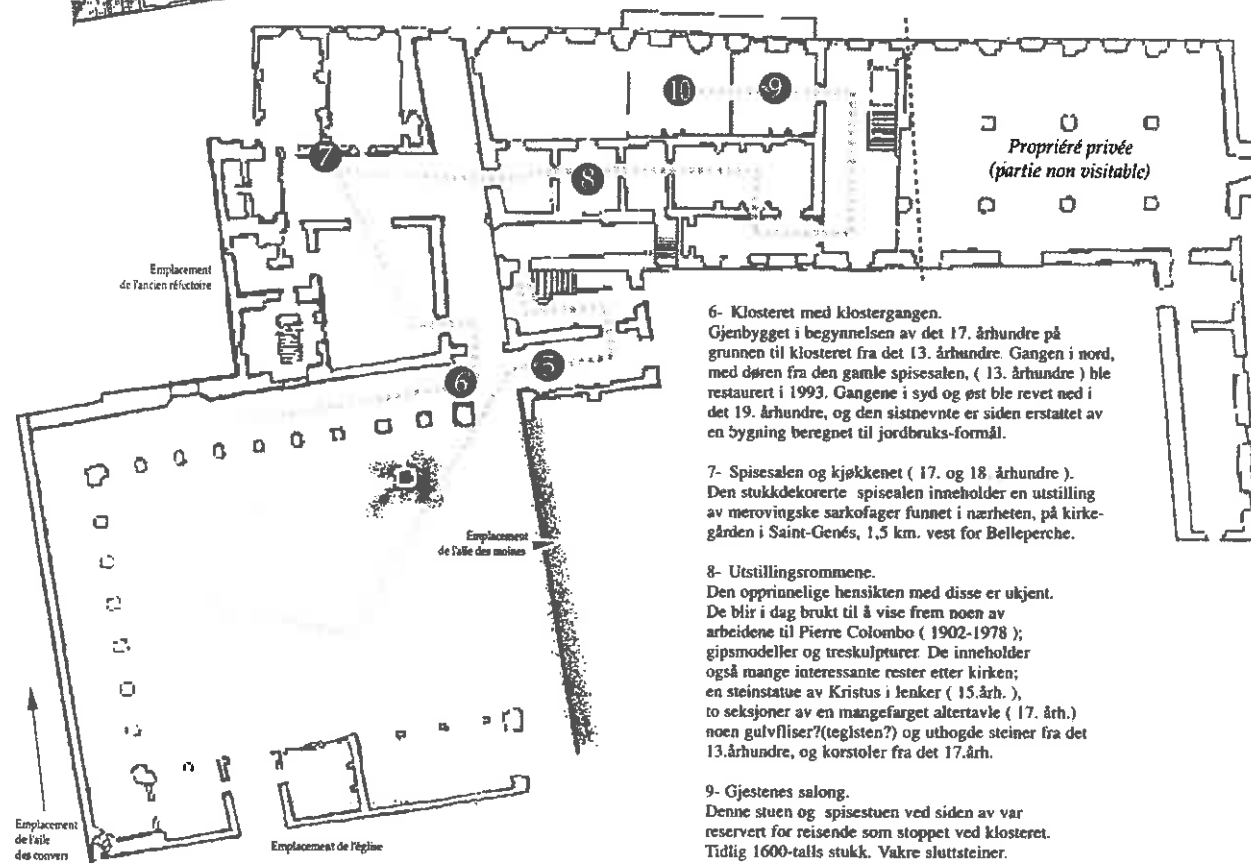 10
9
7
8
Propriéré privée
(partie non visitable)
Emplacement
de l'ancien réfectoire
5
6
Emplacement
de l'aile des moines
Emplacement
de l'aile
des convers
Emplacement de l'église
6- Klosteret med klostergangen.
Gjenbygget i begynnelsen av det 17. århundre på
grunnen til klosteret fra det 13. århundre. Gangen i nord,
med døren fra den gamle spisesalen, ( 13. århundre ) ble
restaurert i 1993. Gangene i syd og øst ble revet ned i
det 19. århundre, og den sistnevnte er siden erstattet av
en bygning beregnet til jordbruks-formål.
7- Spisesalen og kjøkkenet ( 17. og 18. århundre ).
Den stukkdekorerte spisealen inneholder en utstilling
av merovingske sarkofager funnet i nærheten, på kirke-
gården i Saint-Genés, 1,5 km. vest for Belleperche.
8- Utstillingsrommene.
Den opprinnelige hensikten med disse er ukjent.
De blir i dag brukt til å vise frem noen av
arbeidene til Pierre Colombo ( 1902-1978 );
gipsmodeller og treskulpturer. De inneholder
også mange interessante rester etter kirken;
en steinstatue av Kristus i lenker ( 15.årh. ),
to seksjoner av en mangefarget altertavle ( 17. årh.)
noen gulvfliser?(teglsten?) og uthogde steiner fra det
13.århundre, og korstoler fra det 17.årh.
9- Gjestenes salong.
Denne stuen og spisestuen ved siden av var
reservert for reisende som stoppet ved klosteret.
Tidlig 1600-talls stukk. Vakre sluttsteiner.